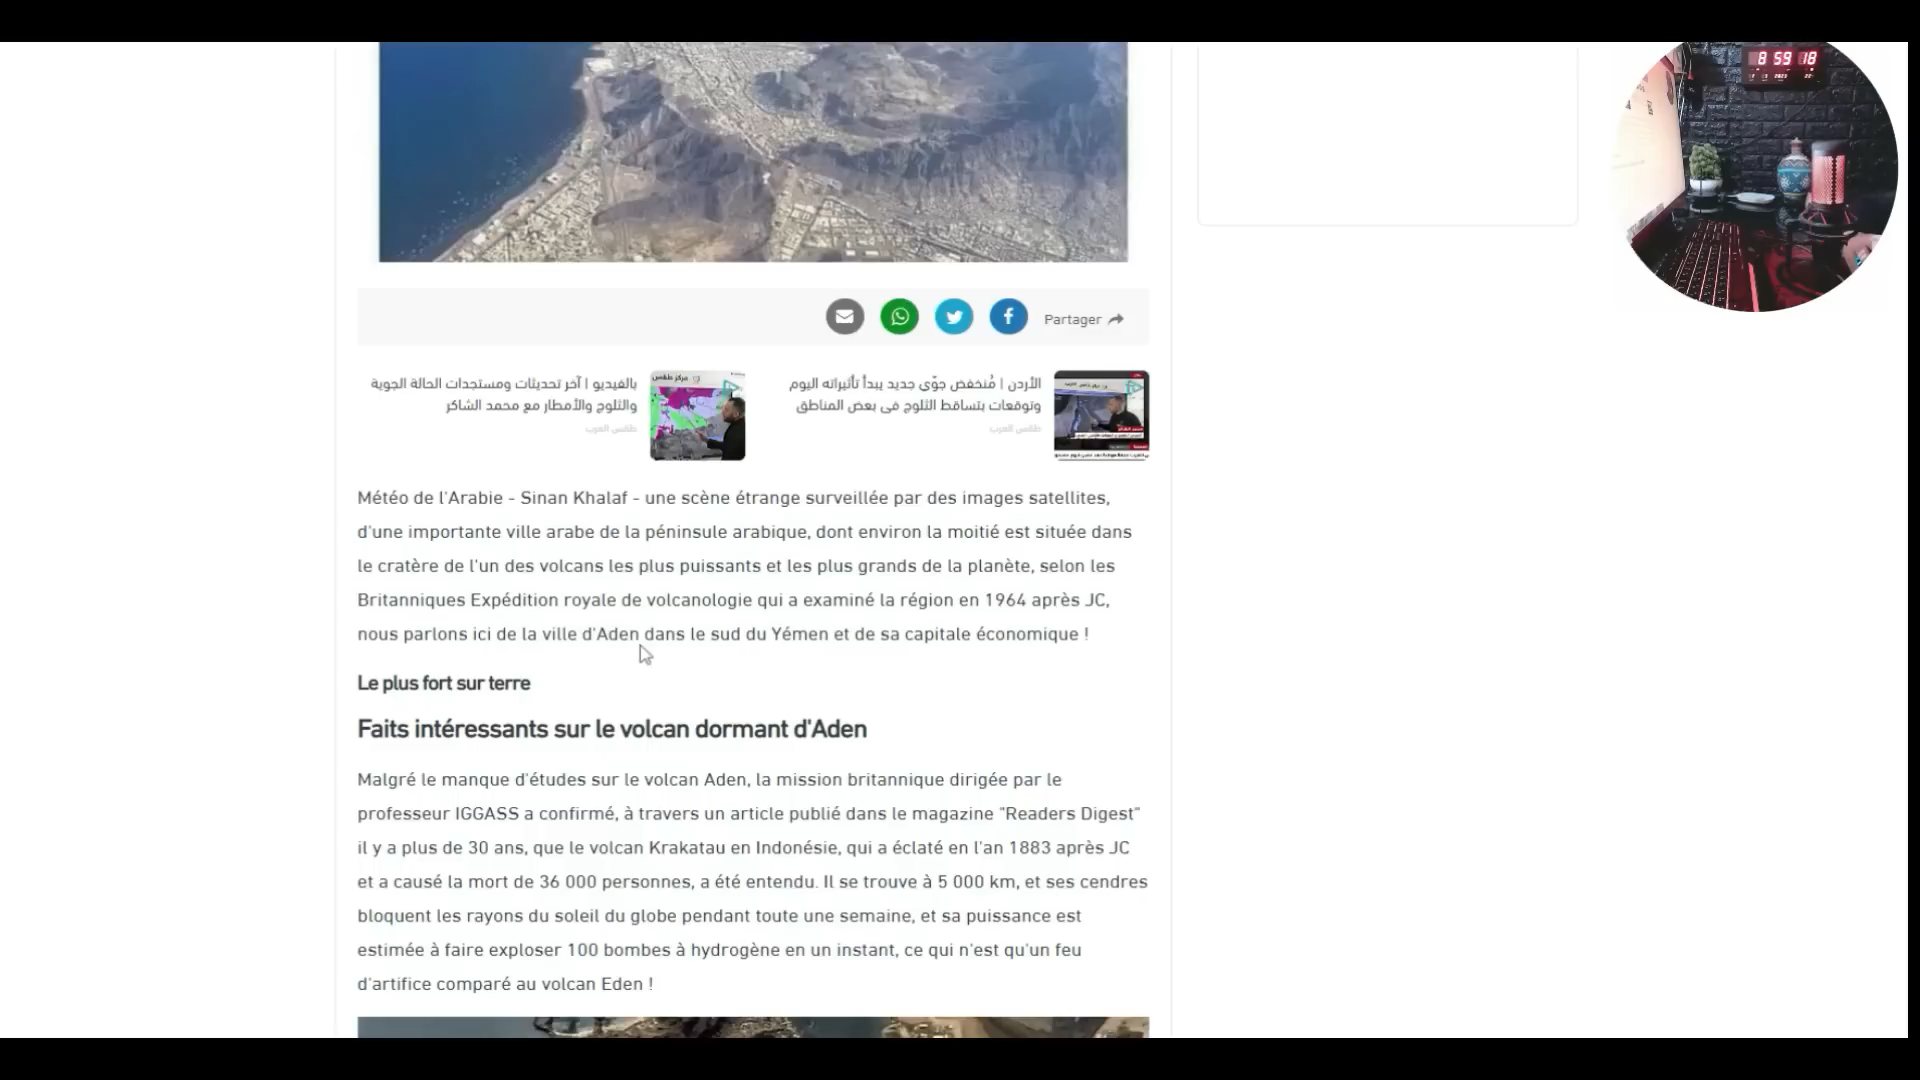 8 59 18
Partager
الأردن | مُنخفض جوّي جديد يبدأ تأثيراته اليوم
وتوقعات بتساقط الثلوج في بعض المناطق
طقس العرب
بالفيديو | آخر تحديثات ومستجدات الحالة الجوية
والثلوج والأمطار مع محمد الشاكر
طقس العرب
مركز طقس
Météo de l'Arabie - Sinan Khalaf - une scène étrange surveillée par des images satellites,
d'une importante ville arabe de la péninsule arabique, dont environ la moitié est située dans
le cratère de l'un des volcans les plus puissants et les plus grands de la planète, selon les
Britanniques Expédition royale de volcanologie qui a examiné la région en 1964 après JC,
nous parlons ici de la ville d'Aden dans le sud du Yémen et de sa capitale économique !
Le plus fort sur terre
Faits intéressants sur le volcan dormant d'Aden
Malgré le manque d'études sur le volcan Aden, la mission britannique dirigée par le
professeur IGGASS a confirmé, à travers un article publié dans le magazine "Readers Digest"
il y a plus de 30 ans, que le volcan Krakatau en Indonésie, qui a éclaté en l'an 1883 après JC
et a causé la mort de 36 000 personnes, a été entendu. Il se trouve à 5 000 km, et ses cendres
bloquent les rayons du soleil du globe pendant toute une semaine, et sa puissance est
estimée à faire exploser 100 bombes à hydrogène en un instant, ce qui n'est qu'un feu
d'artifice comparé au volcan Eden !